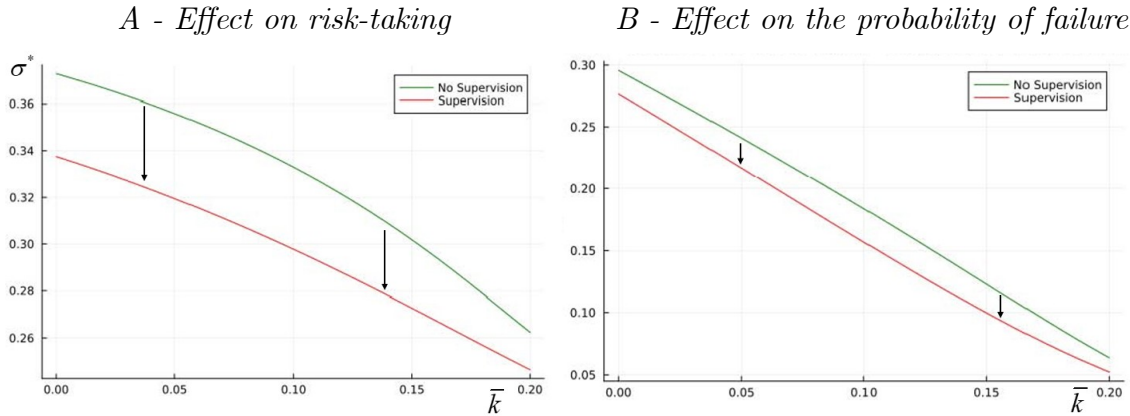 A - Effect on risk-taking
B - Effect on the probability of failure
σ*
No Supervision
Supervision
0.36
0.34
0.32
0.30
0.28
0.26
0.00
0.05
0.10
0.15
0.20
k̅
No Supervision
Supervision
0.30
0.25
0.20
0.15
0.10
0.05
0.00
0.05
0.10
0.15
0.20
k̅